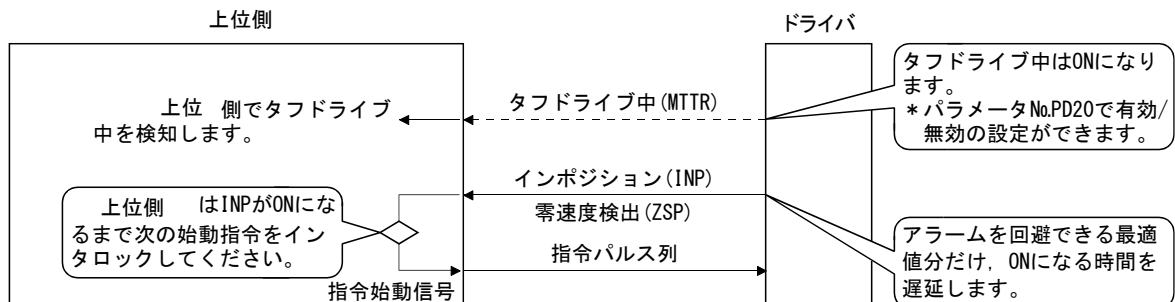 上位側
ドライバ
タフドライブ中はONになり
ます。
＊パラメータ№PD20で有効/
無効の設定ができます。
タフドライブ中(MTTR)
上位 側でタフドライブ
中を検知します。
インポジション(INP)
零速度検出(ZSP)
上位側 はINPがONにな
るまで次の始動指令をイン
タロックしてください。
アラームを回避できる最適
値分だけ，ONになる時間を
遅延します。
指令パルス列
指令始動信号